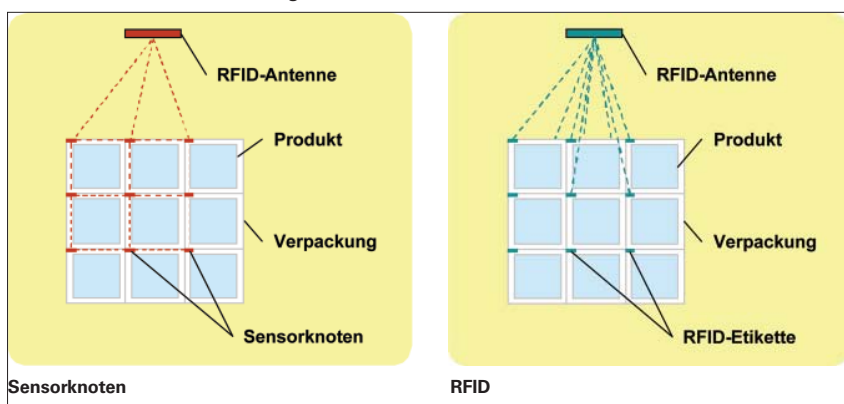 RFID-Antenne
Produkt
Verpackung
Sensorknoten
Sensorknoten
RFID-Antenne
Produkt
Verpackung
RFID-Etikette
RFID